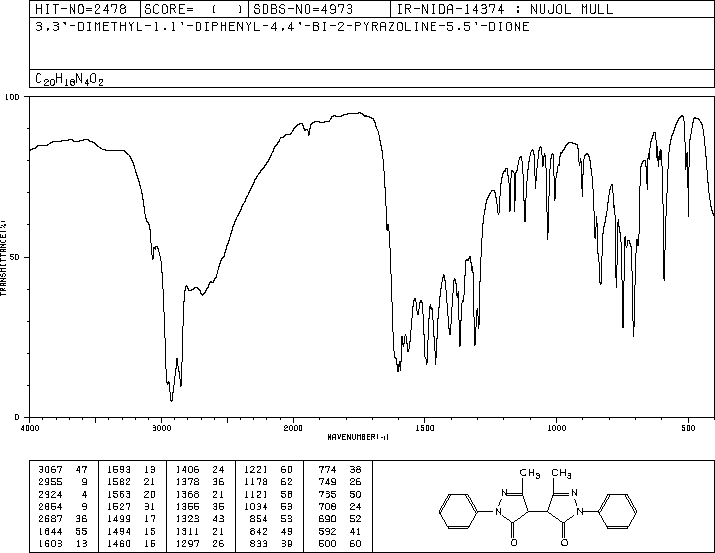 HIT-NO=2478 SCORE= ( ) SDBS-NO=4973 IR-NIDA-14374 : NUJOL MULL
3,3'-DIMETHYL-1,1'-DIPHENYL-4,4'-BI-2-PYRAZOLINE-5,5'-DIONE
C20H18N4O2
100
50
0
TRANSMITTANCE(%)
4000 3000 2000 1500 1000 500
WAVENUMBER(-1)
3067 47 1593 13 1406 24 1221 60 774 38
2955 9 1582 21 1378 36 1178 62 749 26
2924 4 1563 20 1368 21 1121 58 735 50
2854 9 1527 31 1355 35 1034 53 708 24
2687 36 1499 17 1323 43 854 53 690 52
1644 55 1494 15 1311 21 842 49 592 41
1603 13 1460 16 1297 26 833 39 500 60
CH3 CH3
N N
N N
O O